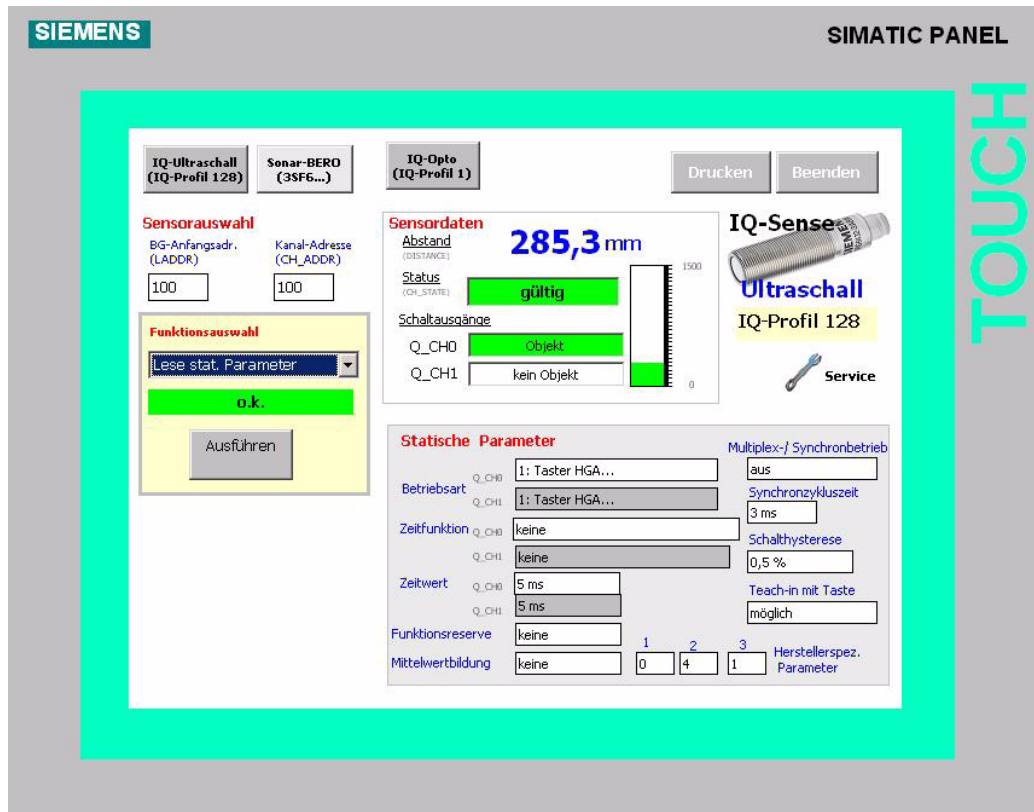 SIEMENS
SIMATIC PANEL
TOUCH
IQ-Ultraschall
(IQ-Profil 128)
Sonar-BERO
(3SF6...)
IQ-Opto
(IQ-Profil 1)
Drucken
Beenden
Sensorauswahl
BG-Anfangsadr.
(LADDR)
Kanal-Adresse
(CH_ADDR)
100
100
Funktionsauswahl
Lese stat. Parameter
o.k.
Ausführen
Sensordaten
Abstand
(DISTANCE)
285,3 mm
Status
(CH_STATE)
gültig
1500
Schaltausgänge
Q_CH0
Objekt
Q_CH1
kein Objekt
0
IQ-Sense
SIEMENS
Ultraschall
IQ-Profil 128
Service
Statische Parameter
Betriebsart
Q_CH0
1: Taster HGA...
Q_CH1
1: Taster HGA...
Zeitfunktion
Q_CH0
keine
Q_CH1
keine
Zeitwert
Q_CH0
5 ms
Q_CH1
5 ms
Funktionsreserve
keine
Mittelwertbildung
keine
1
2
3
0
4
1
Herstellerspez.
Parameter
Multiplex-/ Synchronbetrieb
aus
Synchronzykluszeit
3 ms
Schalthysterese
0,5 %
Teach-in mit Taste
möglich